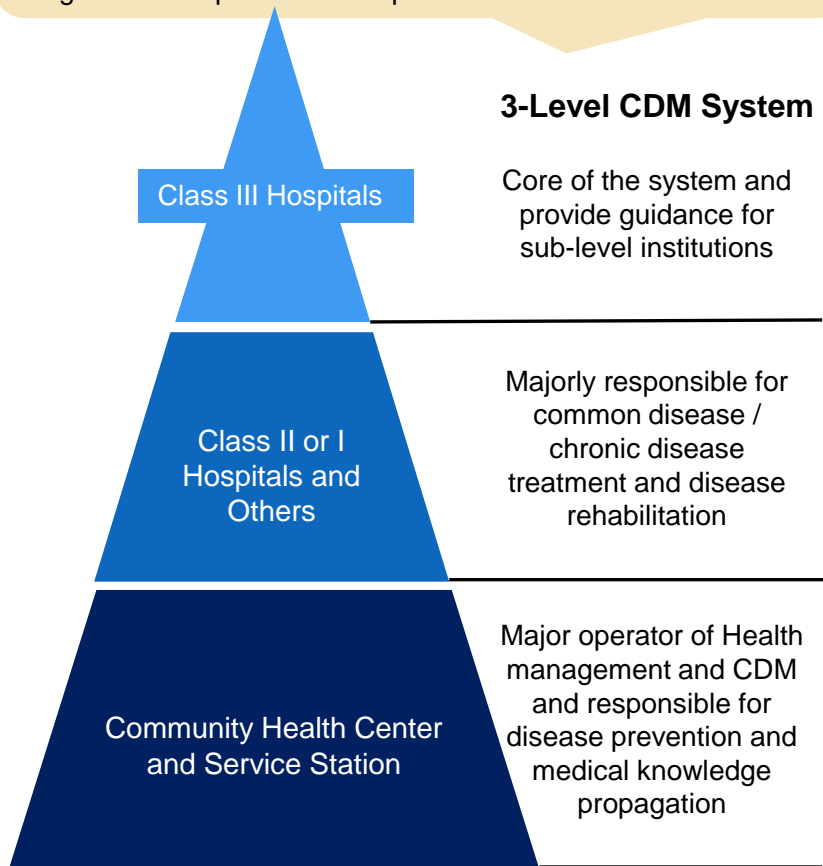 3-Level CDM System
Class III Hospitals
Core of the system and
provide guidance for
sub-level institutions
Class II or I
Hospitals and
Others
Majorly responsible for
common disease /
chronic disease
treatment and disease
rehabilitation
Community Health Center
and Service Station
Major operator of Health
management and CDM
and responsible for
disease prevention and
medical knowledge
propagation